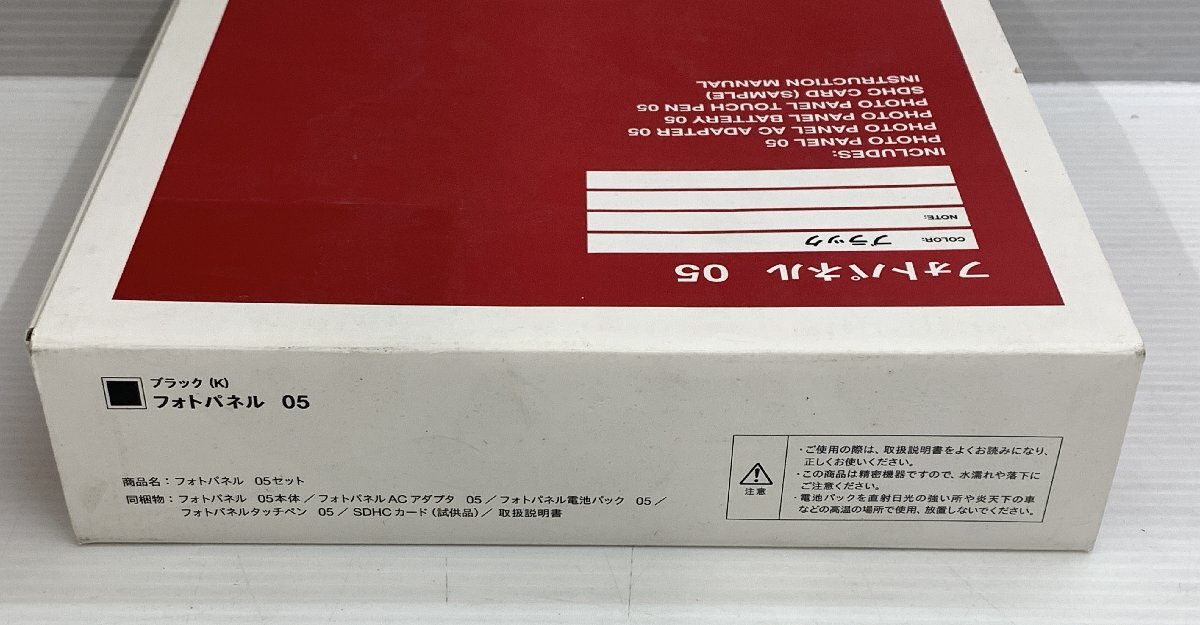 フォトパネル 05
COLOR: ブラック
NOTE:
INCLUDES:
PHOTO PANEL 05
PHOTO PANEL AC ADAPTER 05
PHOTO PANEL BATTERY 05
PHOTO PANEL TOUCH PEN 05
SDHC CARD (SAMPLE)
INSTRUCTION MANUAL
ブラック (K)
フォトパネル 05
商品名：フォトパネル 05セット
同梱物：フォトパネル 05本体／フォトパネルACアダプタ 05／フォトパネル電池パック 05／
フォトパネルタッチペン 05／SDHCカード（試供品）／取扱説明書
注意
・ご使用の際は、取扱説明書をよくお読みになり、
正しくお使いください。
・この商品は精密機器ですので、水濡れや落下に
ご注意ください。
・電池パックを直射日光の強い所や炎天下の車
などの高温の場所で使用、放置しないでください。